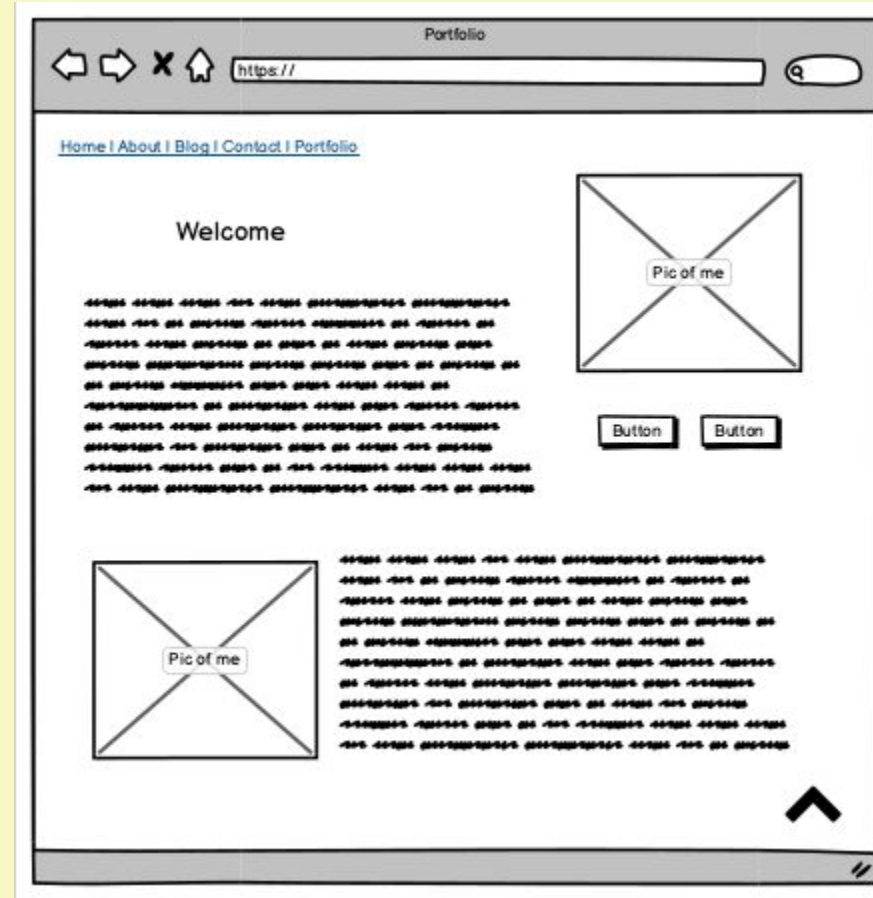 Portfolio
https://
Home | About | Blog | Contact | Portfolio
Welcome
Pic of me
Button
Button
Pic of me